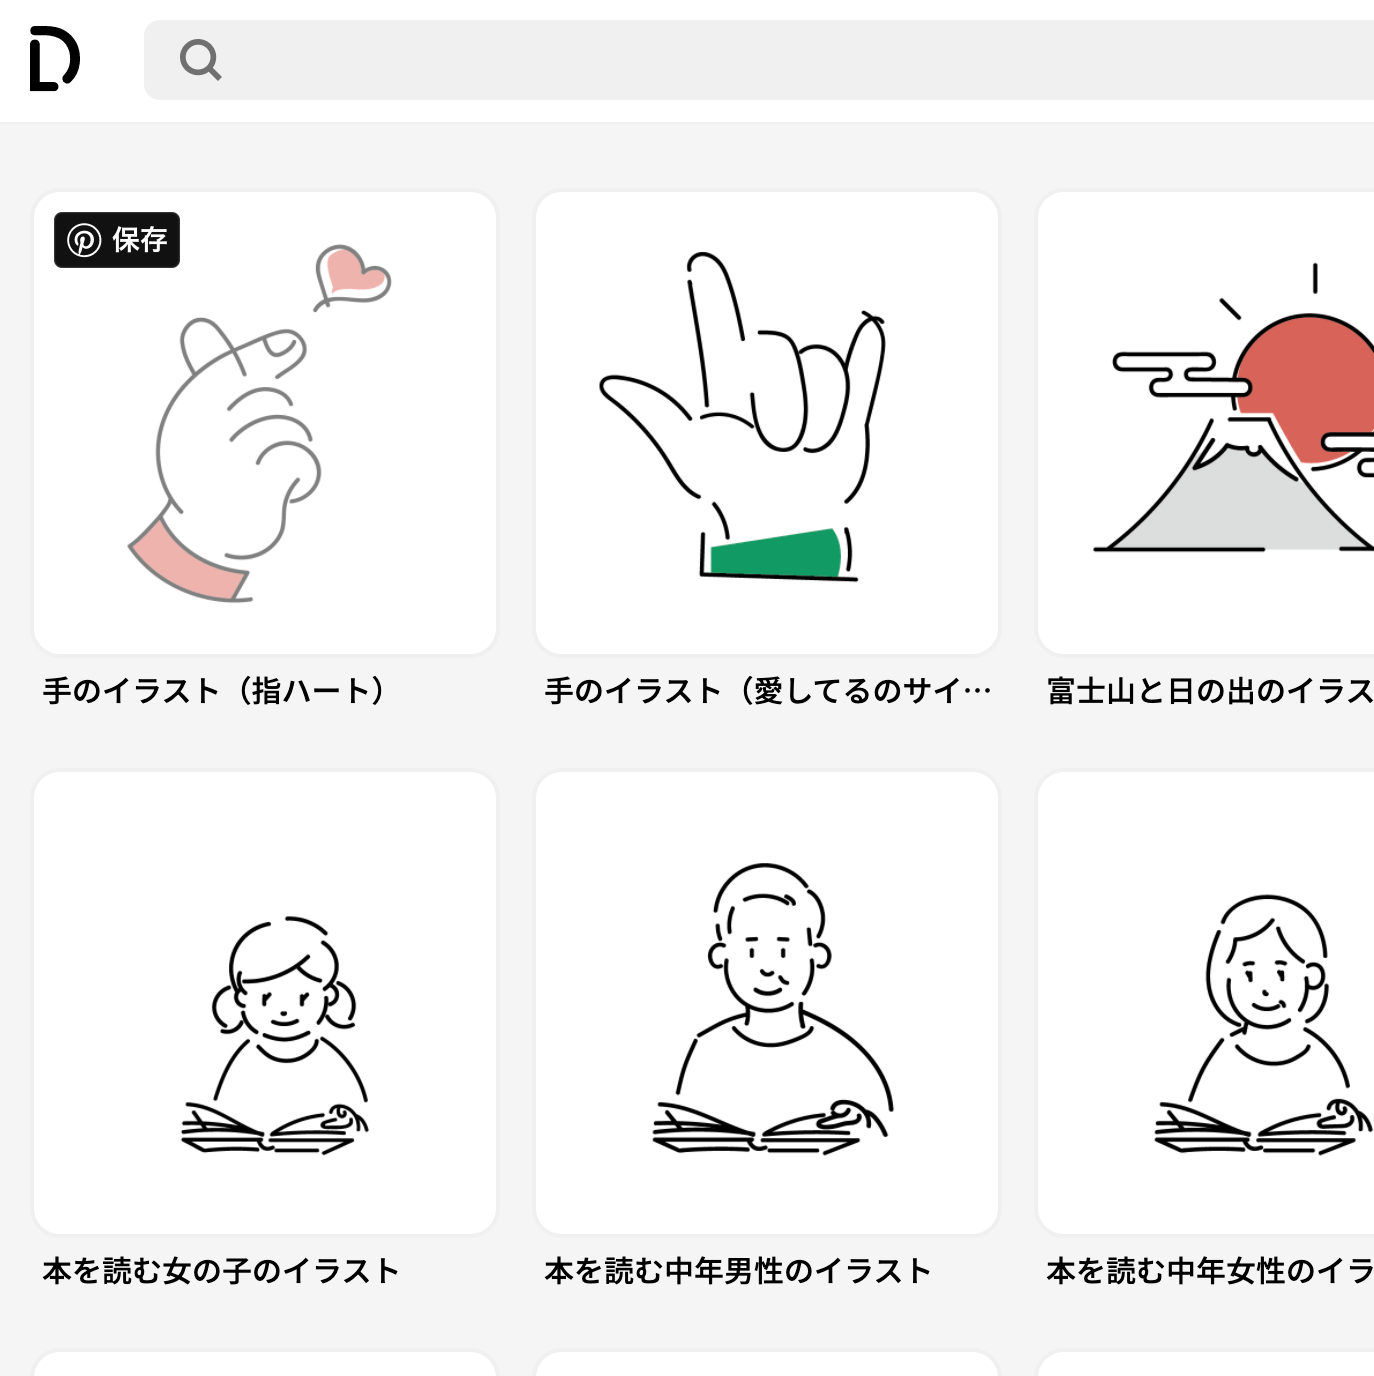 保存
手のイラスト（指ハート）
手のイラスト（愛してるのサイ…
富士山と日の出のイラス
本を読む女の子のイラスト
本を読む中年男性のイラスト
本を読む中年女性のイラ